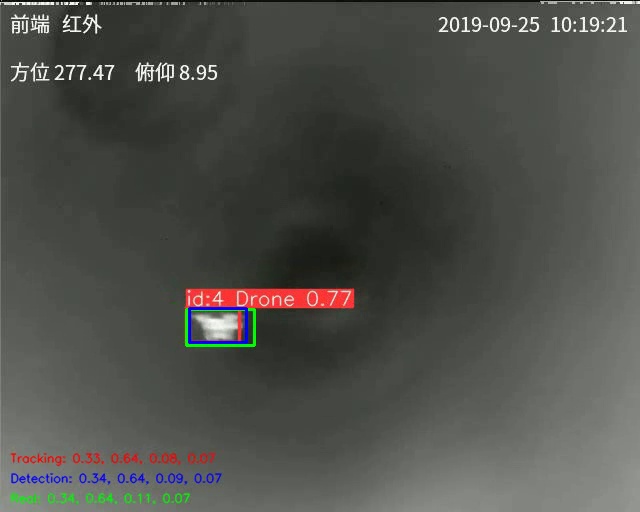 前端 红外 2019-09-25 10:19:21
方位 277.47 俯仰 8.95
id:4 Drone 0.77
Tracking: 0.33, 0.64, 0.08, 0.07
Detection: 0.34, 0.64, 0.09, 0.07
Real: 0.34, 0.64, 0.11, 0.07